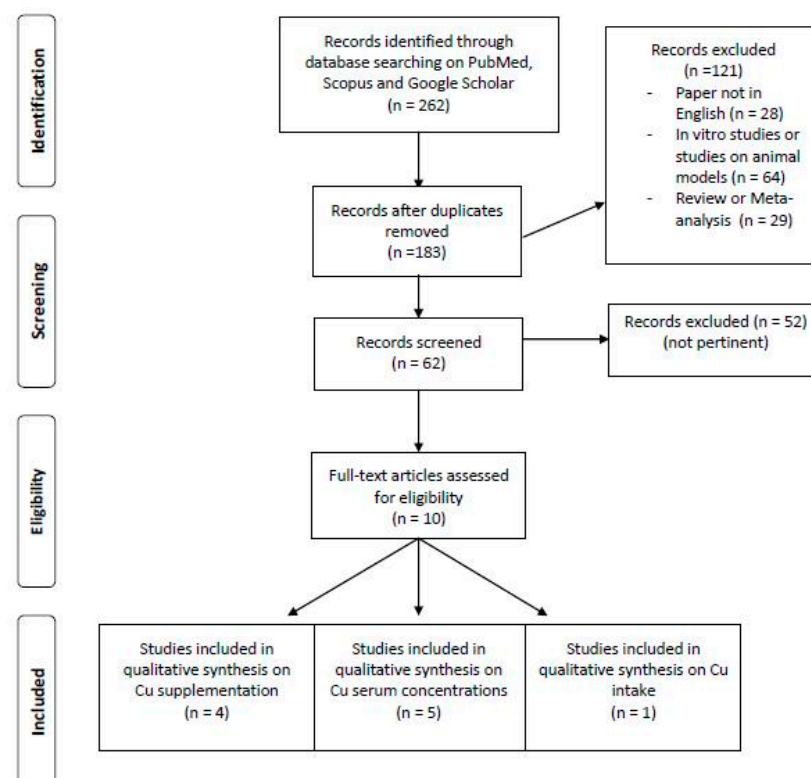 Identification
Records identified through
database searching on PubMed,
Scopus and Google Scholar
(n = 262)
Records excluded
(n =121)
- Paper not in
English (n = 28)
- In vitro studies or
studies on animal
models (n = 64)
- Review or Meta-
analysis (n = 29)
Records after duplicates
removed
(n =183)
Screening
Records screened
(n = 62)
Records excluded (n = 52)
(not pertinent)
Eligibility
Full-text articles assessed
for eligibility
(n = 10)
Included
Studies included in
qualitative synthesis on
Cu supplementation
(n = 4)
Studies included in
qualitative synthesis on
Cu serum concentrations
(n = 5)
Studies included in
qualitative synthesis on Cu
intake
(n = 1)